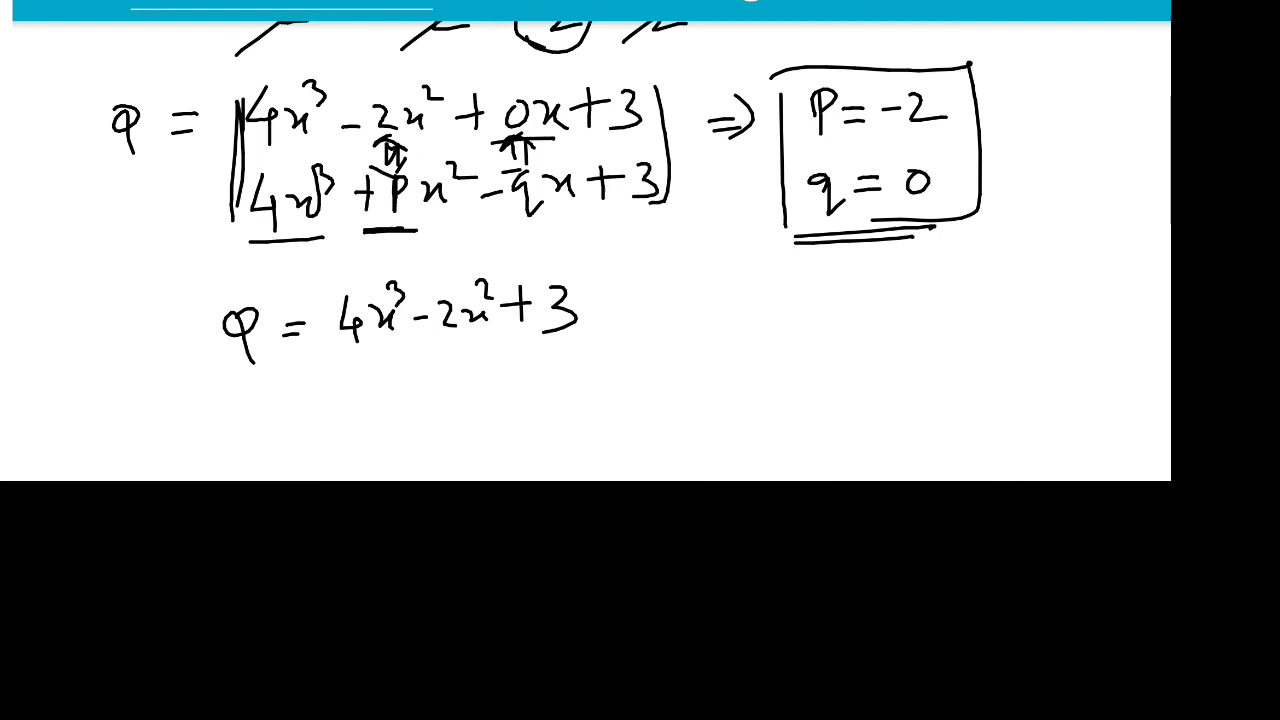 φ = 4x³ - 2x² + 0x + 3 ⇒ P = -2
4x³ + Px² - qx + 3 q = 0
φ = 4x³ - 2x² + 3